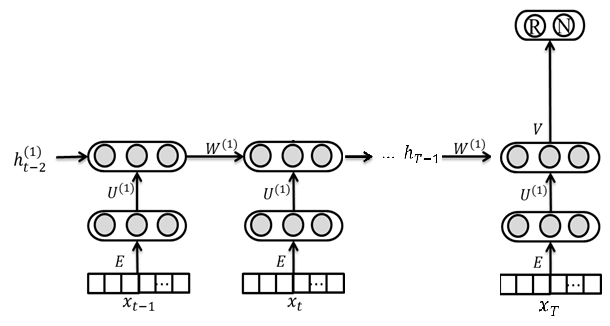 R N
V
h_{t-2}^{(1)} W^{(1)} ... h_{T-1} W^{(1)}
U^{(1)} U^{(1)} U^{(1)}
E E E
... ... ...
x_{t-1} x_t x_T